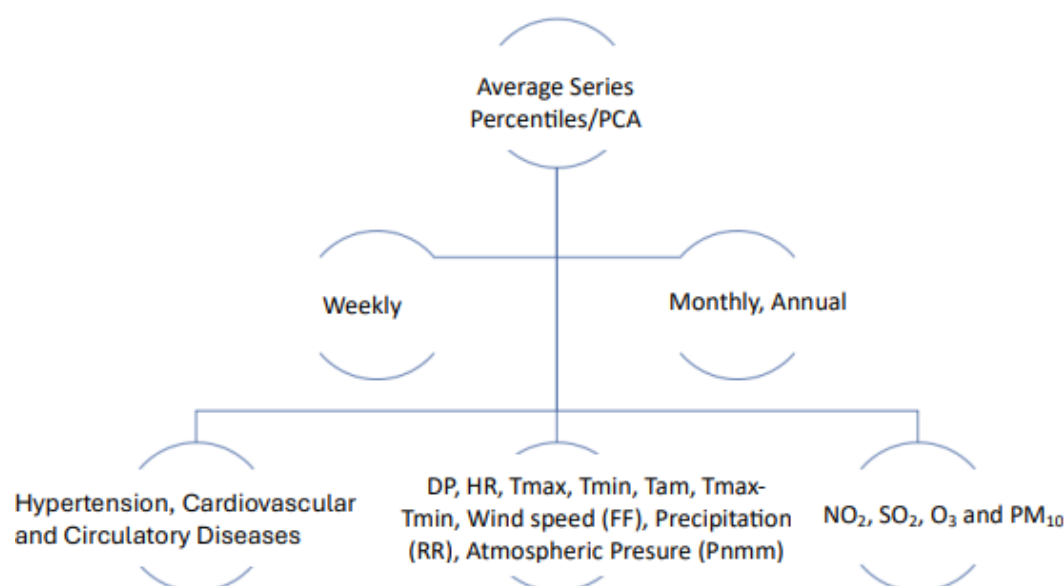 Average Series
Percentiles/PCA
Weekly
Monthly, Annual
Hypertension, Cardiovascular
and Circulatory Diseases
DP, HR, Tmax, Tmin, Tam, Tmax-
Tmin, Wind speed (FF), Precipitation
(RR), Atmospheric Presure (Pnmm)
NO₂, SO₂, O₃ and PM₁₀